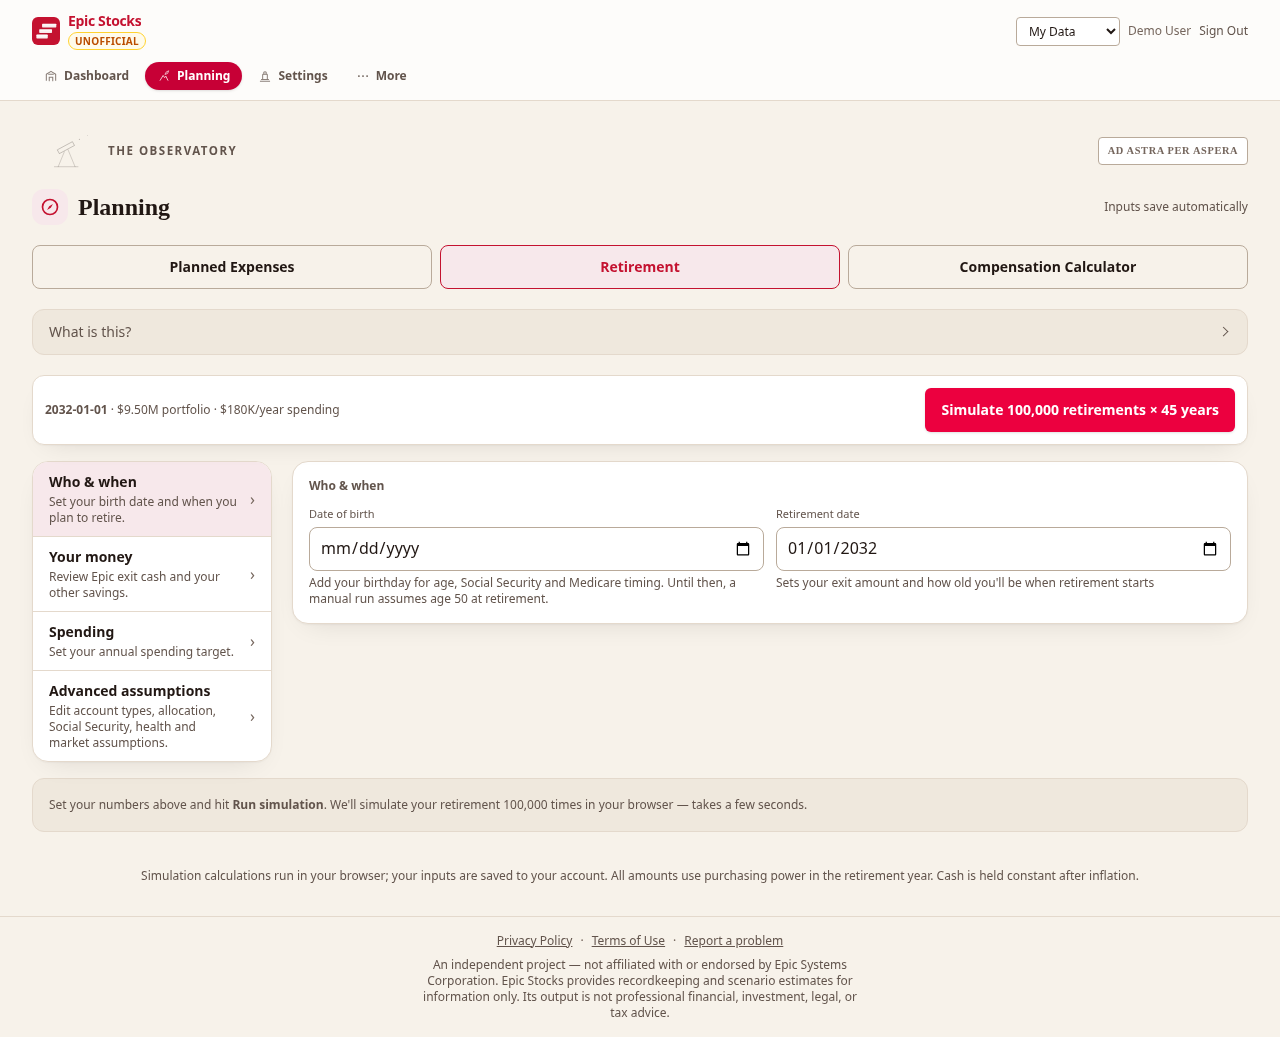 Epic Stocks
UNOFFICIAL
My Data
Demo User
Sign Out
Dashboard
Planning
Settings
More
THE OBSERVATORY
AD ASTRA PER ASPERA
Planning
Inputs save automatically
Planned Expenses
Retirement
Compensation Calculator
What is this?
2032-01-01 · $9.50M portfolio · $180K/year spending
Simulate 100,000 retirements × 45 years
Who & when
Set your birth date and when you
plan to retire.
Your money
Review Epic exit cash and your
other savings.
Spending
Set your annual spending target.
Advanced assumptions
Edit account types, allocation,
Social Security, health and
market assumptions.
Who & when
Date of birth
mm/dd/yyyy
Add your birthday for age, Social Security and Medicare timing. Until then, a
manual run assumes age 50 at retirement.
Retirement date
01/01/2032
Sets your exit amount and how old you'll be when retirement starts
Set your numbers above and hit Run simulation. We'll simulate your retirement 100,000 times in your browser — takes a few seconds.
Simulation calculations run in your browser; your inputs are saved to your account. All amounts use purchasing power in the retirement year. Cash is held constant after inflation.
Privacy Policy · Terms of Use · Report a problem
An independent project — not affiliated with or endorsed by Epic Systems
Corporation. Epic Stocks provides recordkeeping and scenario estimates for
information only. Its output is not professional financial, investment, legal, or
tax advice.